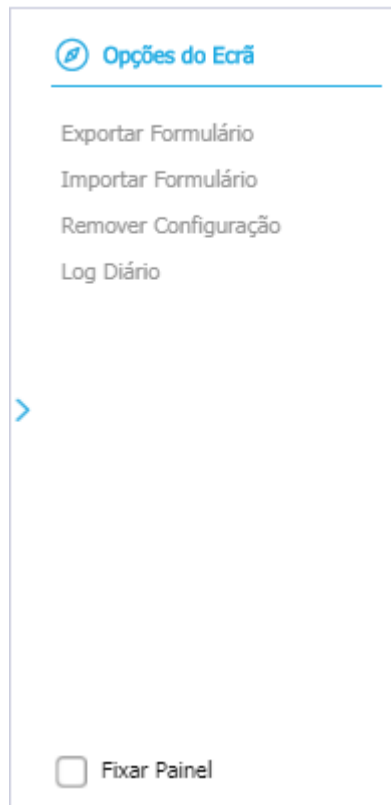 Opções do Ecrã
Exportar Formulário
Importar Formulário
Remover Configuração
Log Diário
Fixar Painel